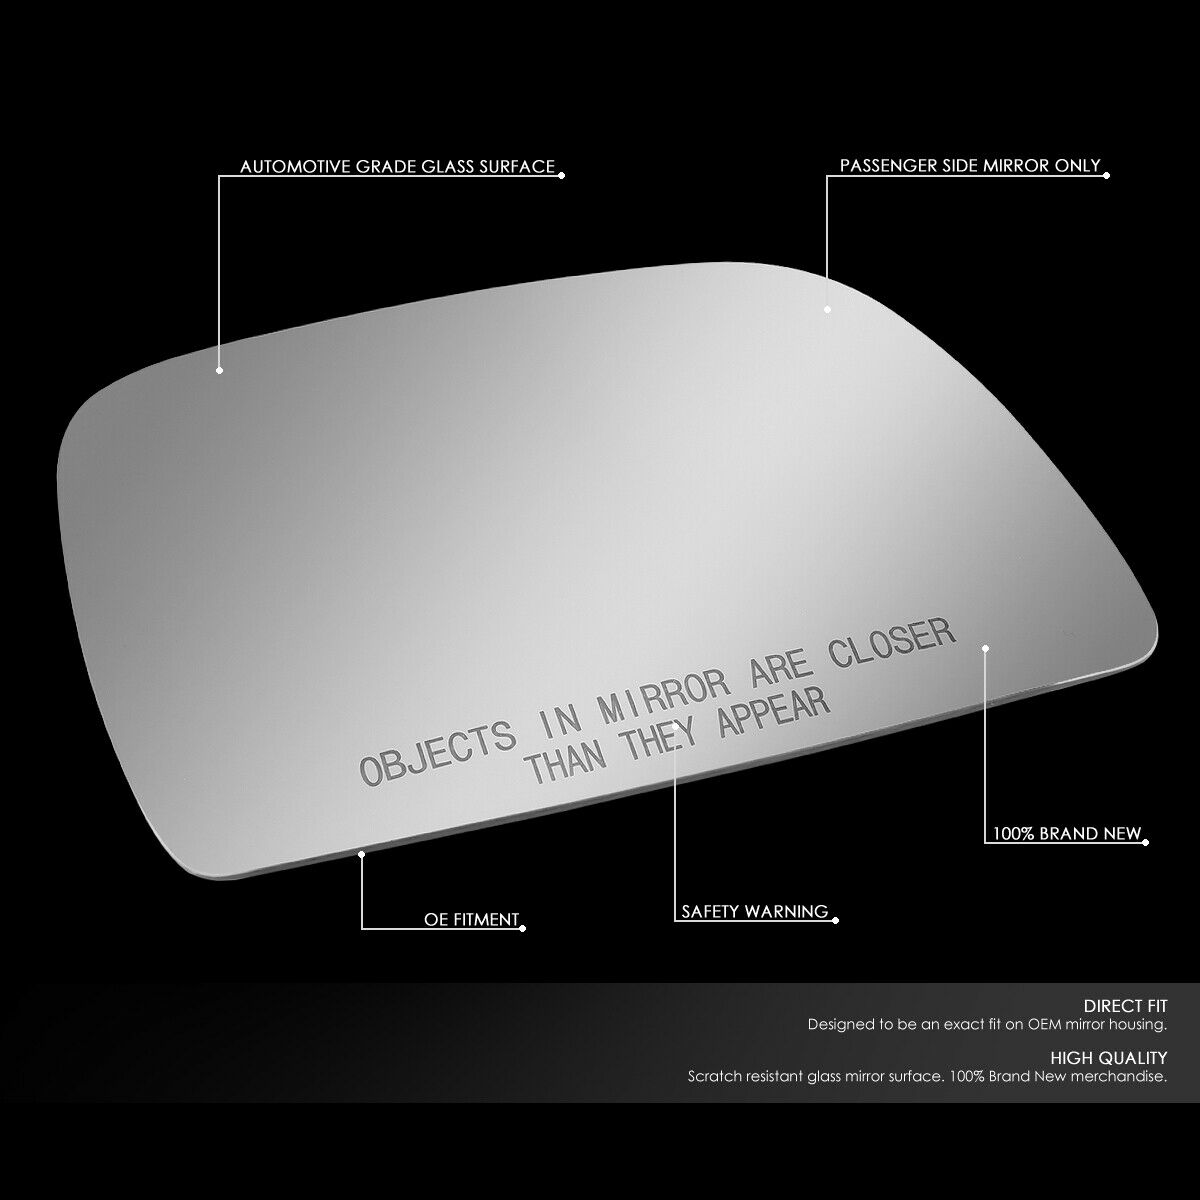 AUTOMOTIVE GRADE GLASS SURFACE
PASSENGER SIDE MIRROR ONLY
OBJECTS IN MIRROR ARE CLOSER
THAN THEY APPEAR
100% BRAND NEW
SAFETY WARNING
OE FITMENT
DIRECT FIT
Designed to be an exact fit on OEM mirror housing.
HIGH QUALITY
Scratch resistant glass mirror surface. 100% Brand New merchandise.